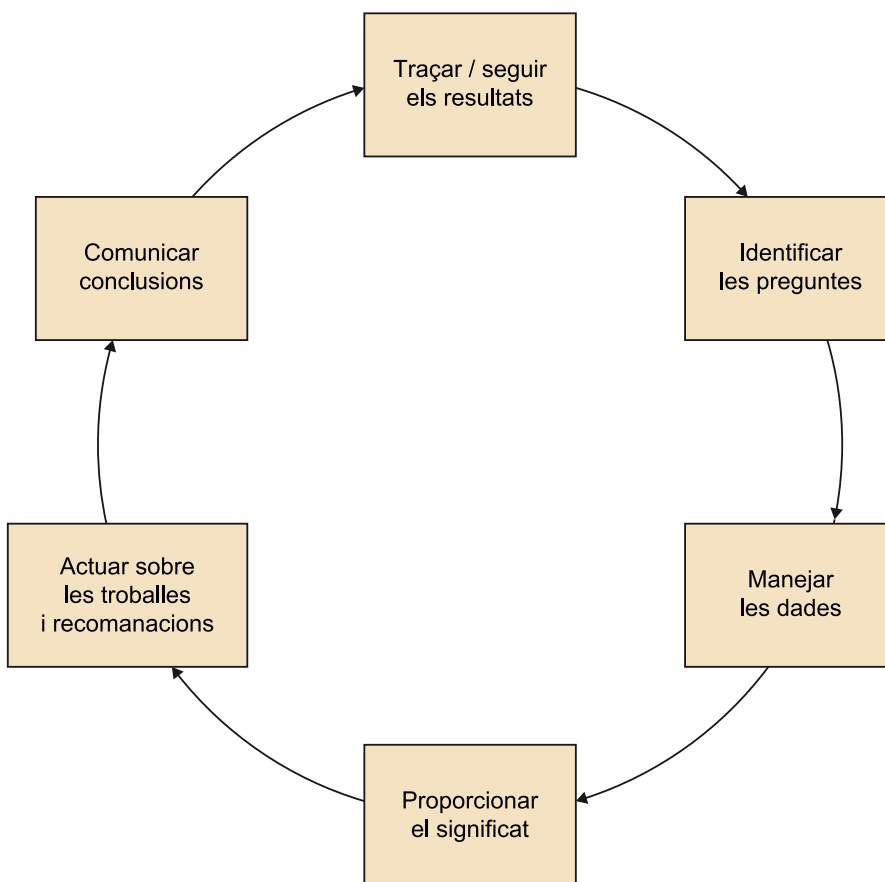 Traçar / seguir
els resultats
Identificar
les preguntes
Manejar
les dades
Proporcionar
el significat
Actuar sobre
les troballes
i recomanacions
Comunicar
conclusions